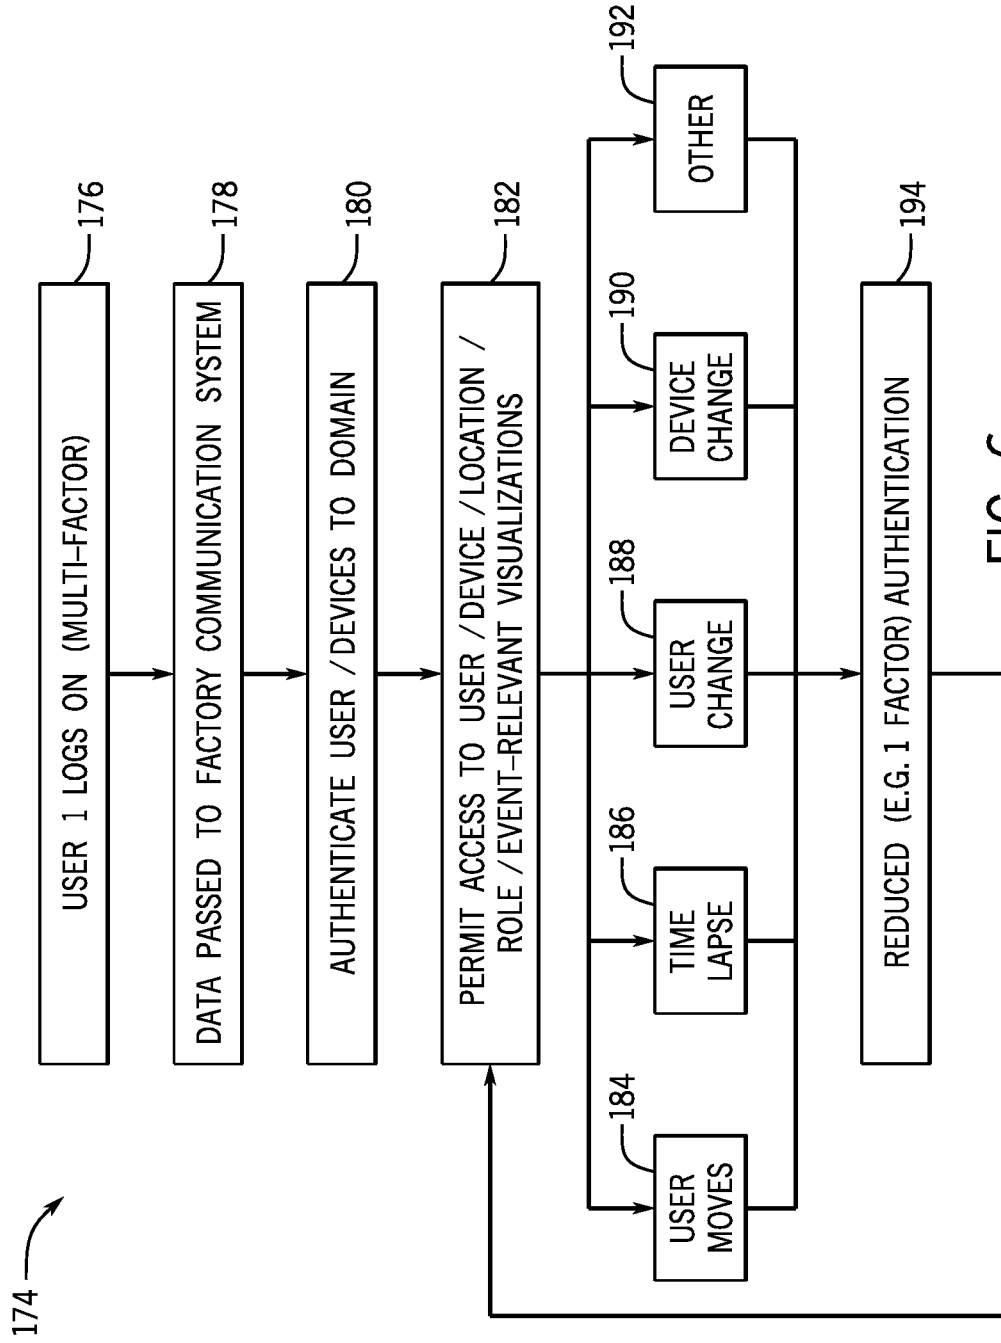 174
USER 1 LOGS ON (MULTI-FACTOR)
176
DATA PASSED TO FACTORY COMMUNICATION SYSTEM
178
AUTHENTICATE USER / DEVICES TO DOMAIN
180
PERMIT ACCESS TO USER / DEVICE / LOCATION /
ROLE / EVENT-RELEVANT VISUALIZATIONS
182
184
USER
MOVES
186
TIME
LAPSE
188
USER
CHANGE
190
DEVICE
CHANGE
192
OTHER
REDUCED (E.G. 1 FACTOR) AUTHENTICATION
194